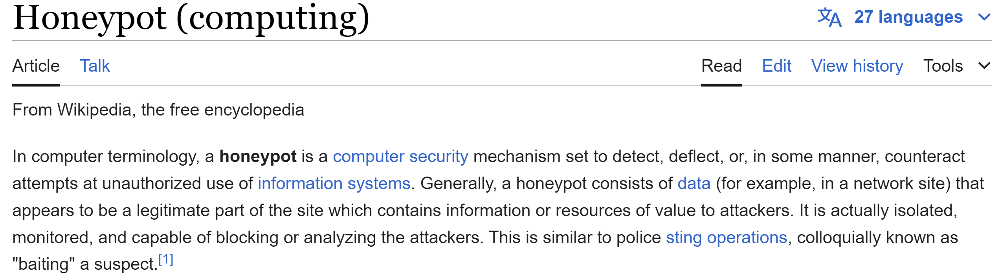 Honeypot (computing)
文A 27 languages
Article Talk Read Edit View history Tools
From Wikipedia, the free encyclopedia
In computer terminology, a honeypot is a computer security mechanism set to detect, deflect, or, in some manner, counteract
attempts at unauthorized use of information systems. Generally, a honeypot consists of data (for example, in a network site) that
appears to be a legitimate part of the site which contains information or resources of value to attackers. It is actually isolated,
monitored, and capable of blocking or analyzing the attackers. This is similar to police sting operations, colloquially known as
"baiting" a suspect.[1]